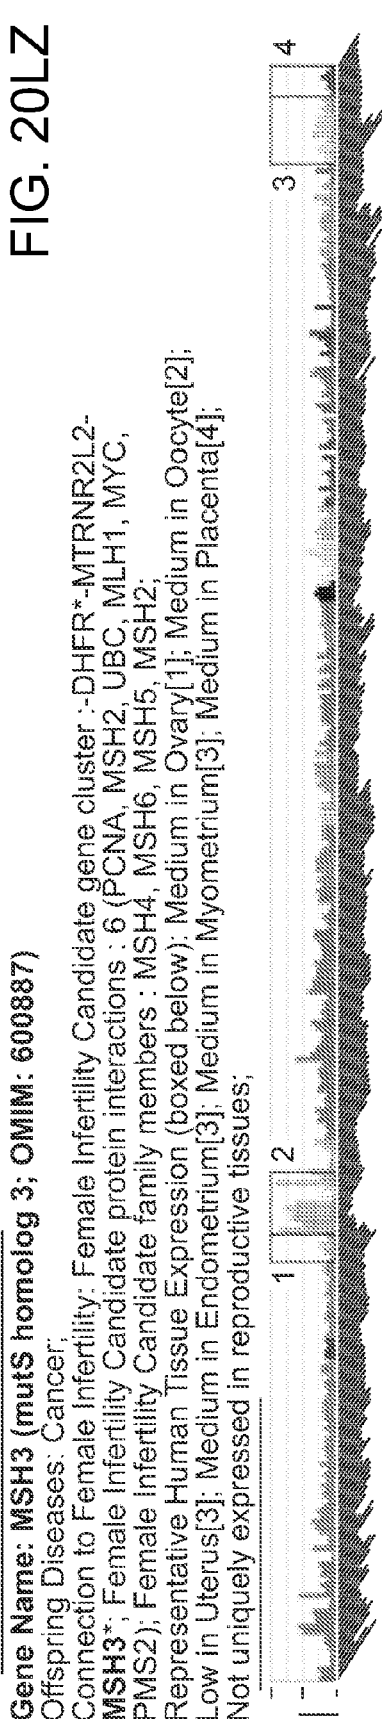 FIG. 20LZ
Gene Name: MSH3 (mutS homolog 3; OMIM: 600887)
Offspring Diseases: Cancer;
Connection to Female Infertility: Female Infertility Candidate gene cluster :-DHFR*-MTRNR2L2-
MSH3*; Female Infertility Candidate protein interactions : 6 (PCNA, MSH2, UBC, MLH1, MYC,
PMS2); Female Infertility Candidate family members : MSH4, MSH6, MSH5, MSH2;
Representative Human Tissue Expression (boxed below): Medium in Ovary[1]; Medium in Oocyte[2];
Low in Uterus[3]; Medium in Endometrium[3]; Medium in Myometrium[3]; Medium in Placenta[4];
Not uniquely expressed in reproductive tissues;
1 2 3 4